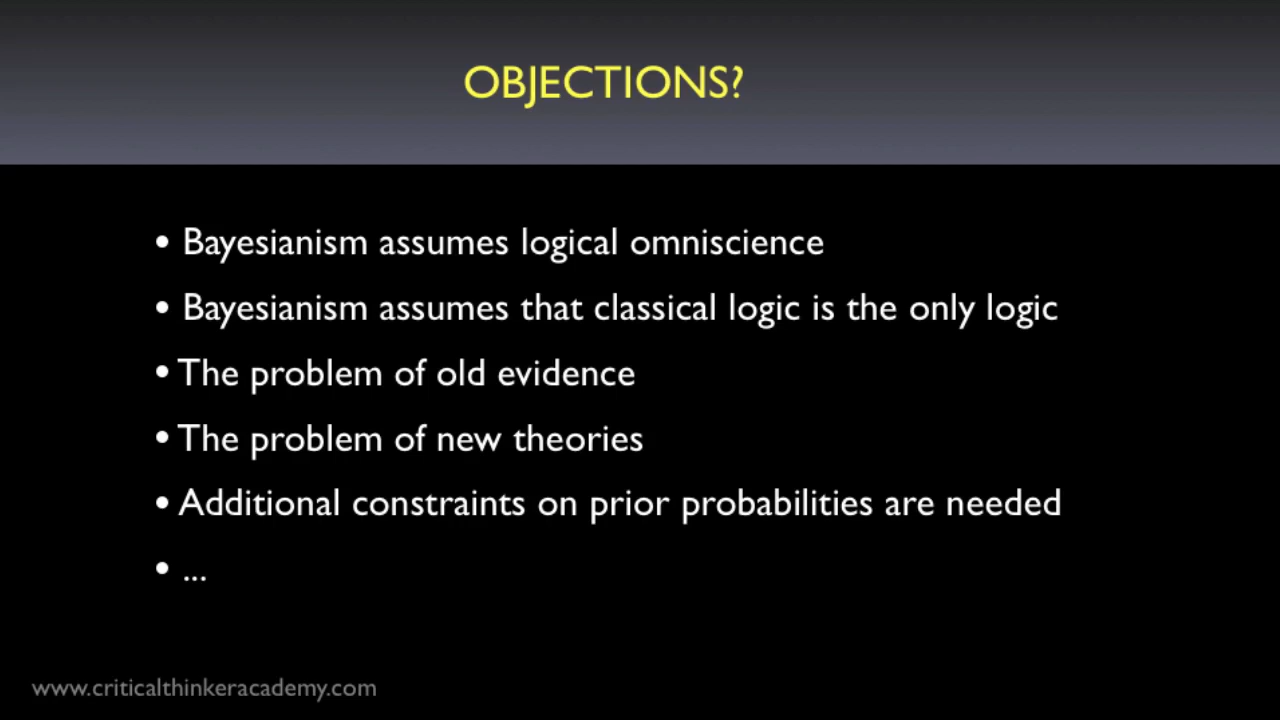 OBJECTIONS?
• Bayesianism assumes logical omniscience
• Bayesianism assumes that classical logic is the only logic
• The problem of old evidence
• The problem of new theories
• Additional constraints on prior probabilities are needed
• ...
www.criticalthinkeracademy.com